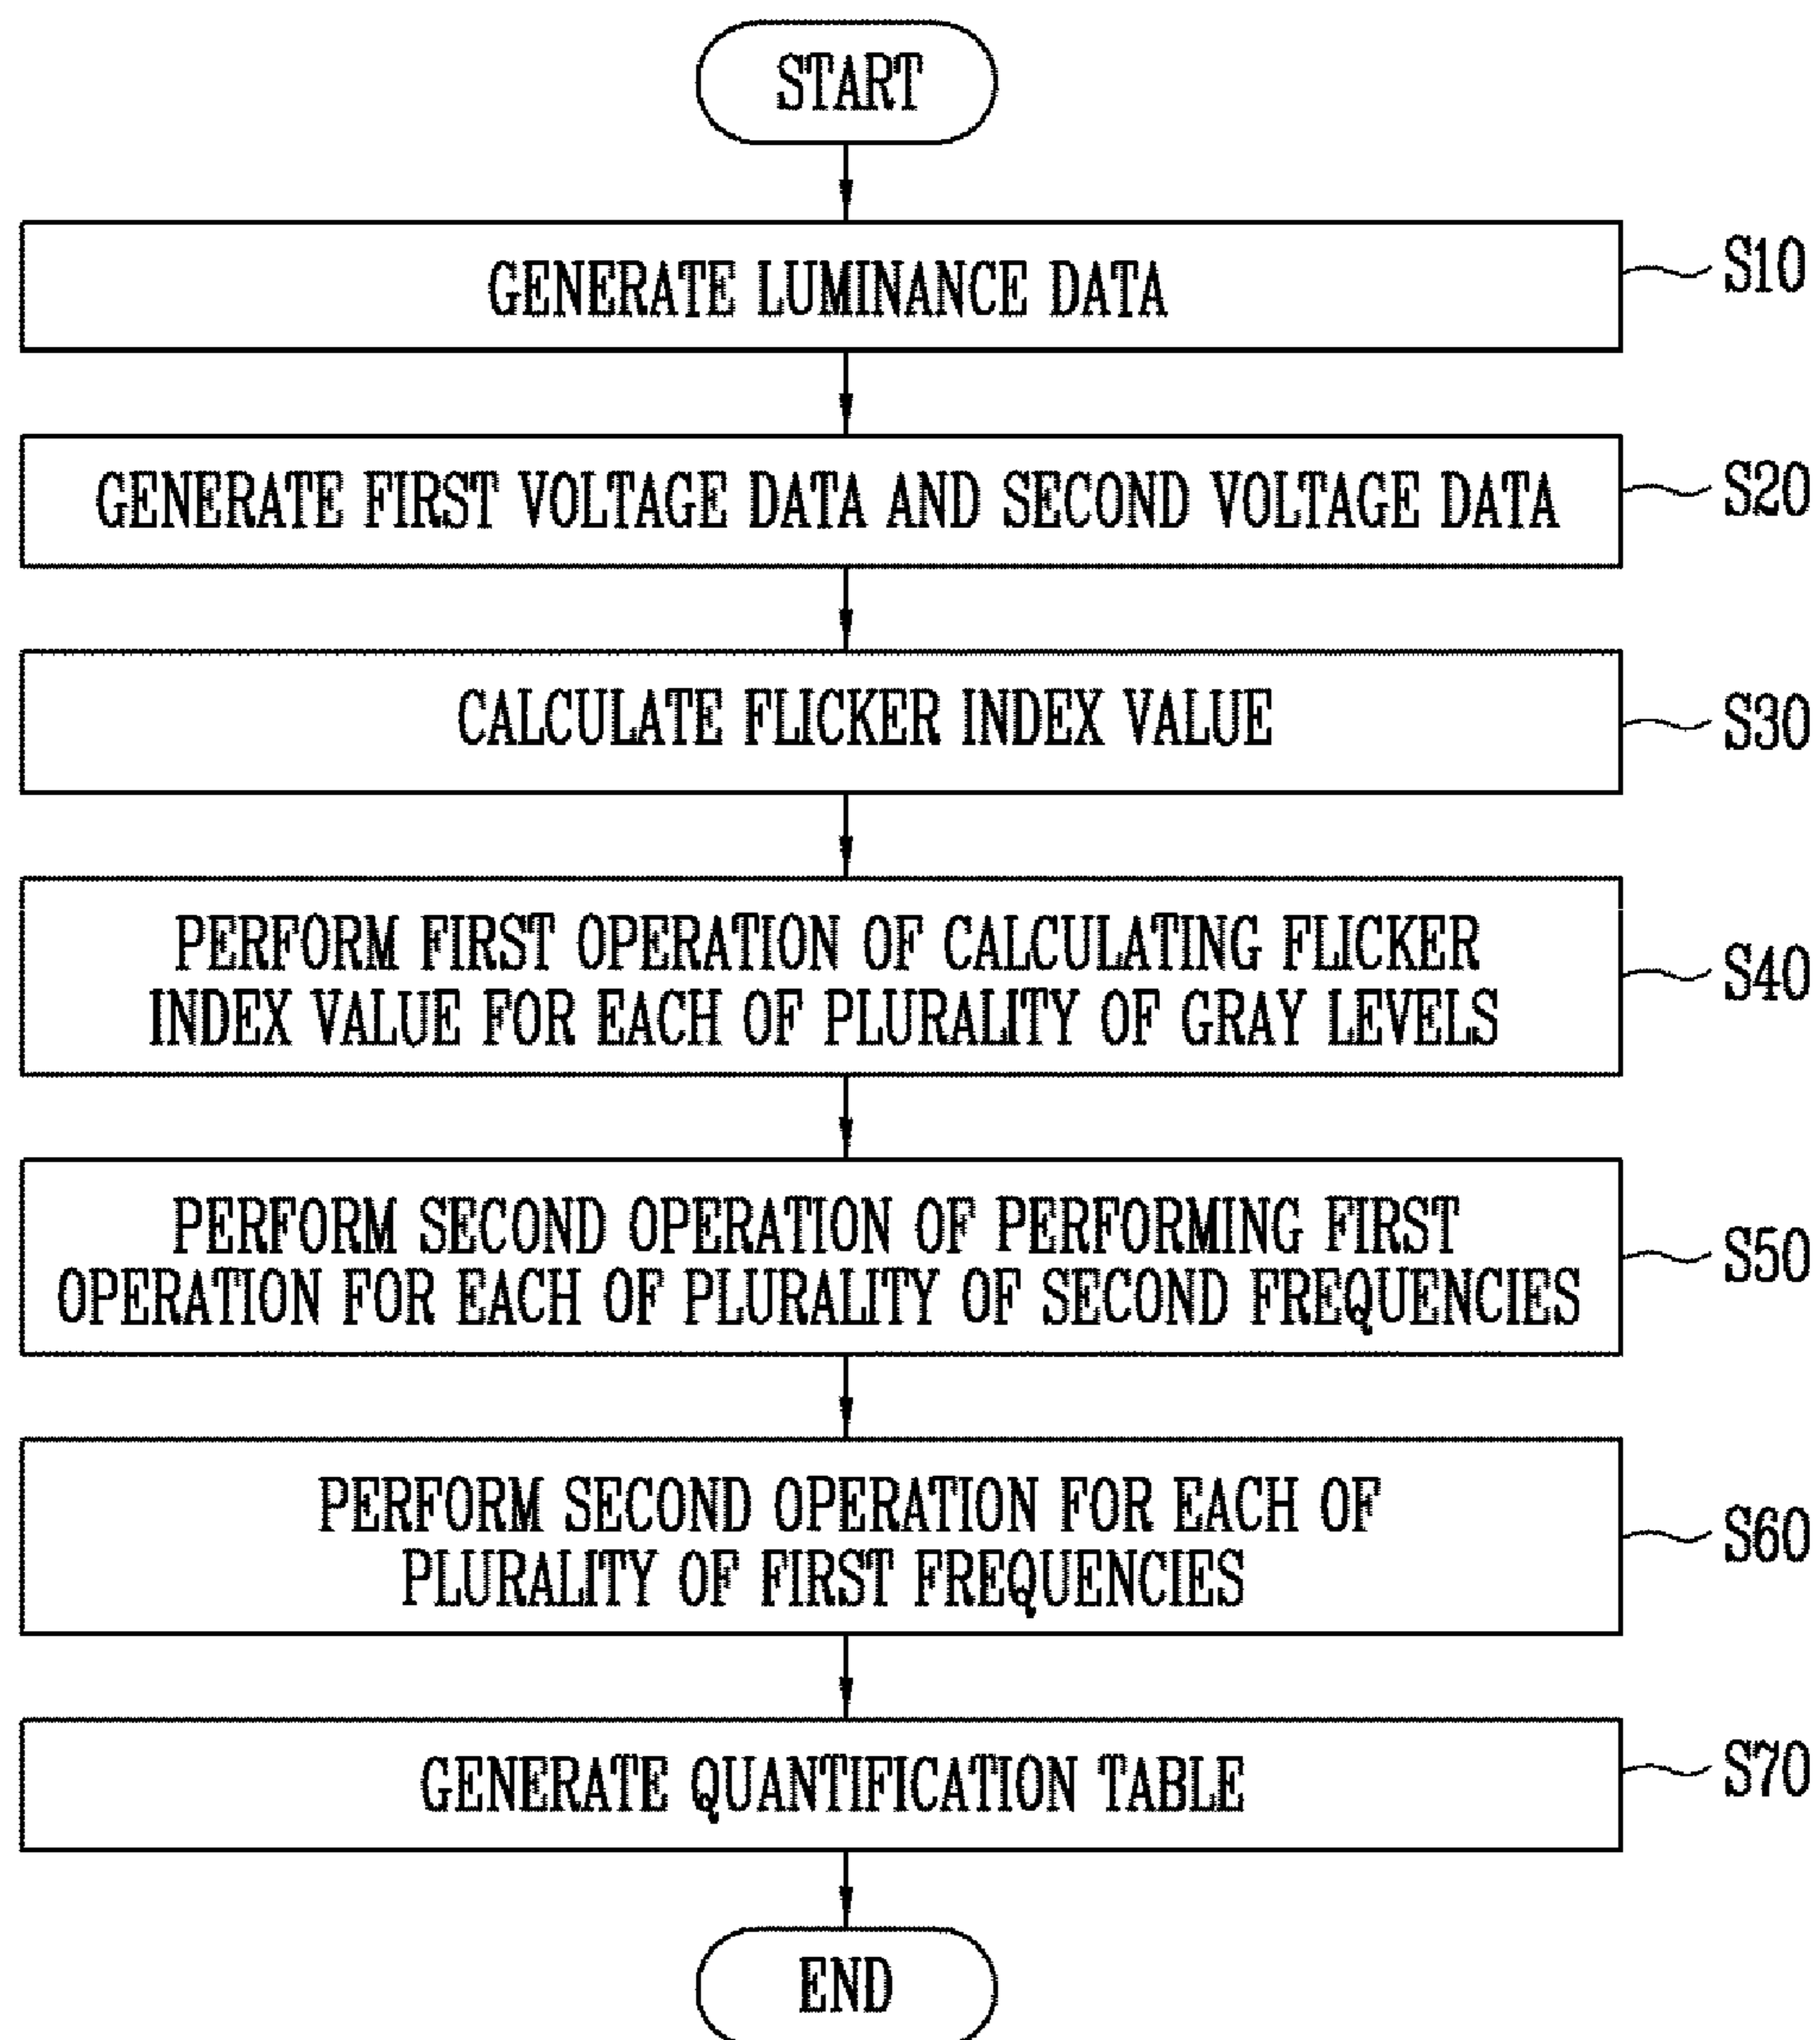 START
GENERATE LUMINANCE DATA
S10
GENERATE FIRST VOLTAGE DATA AND SECOND VOLTAGE DATA
S20
CALCULATE FLICKER INDEX VALUE
S30
PERFORM FIRST OPERATION OF CALCULATING FLICKER
INDEX VALUE FOR EACH OF PLURALITY OF GRAY LEVELS
S40
PERFORM SECOND OPERATION OF PERFORMING FIRST
OPERATION FOR EACH OF PLURALITY OF SECOND FREQUENCIES
S50
PERFORM SECOND OPERATION FOR EACH OF
PLURALITY OF FIRST FREQUENCIES
S60
GENERATE QUANTIFICATION TABLE
S70
END